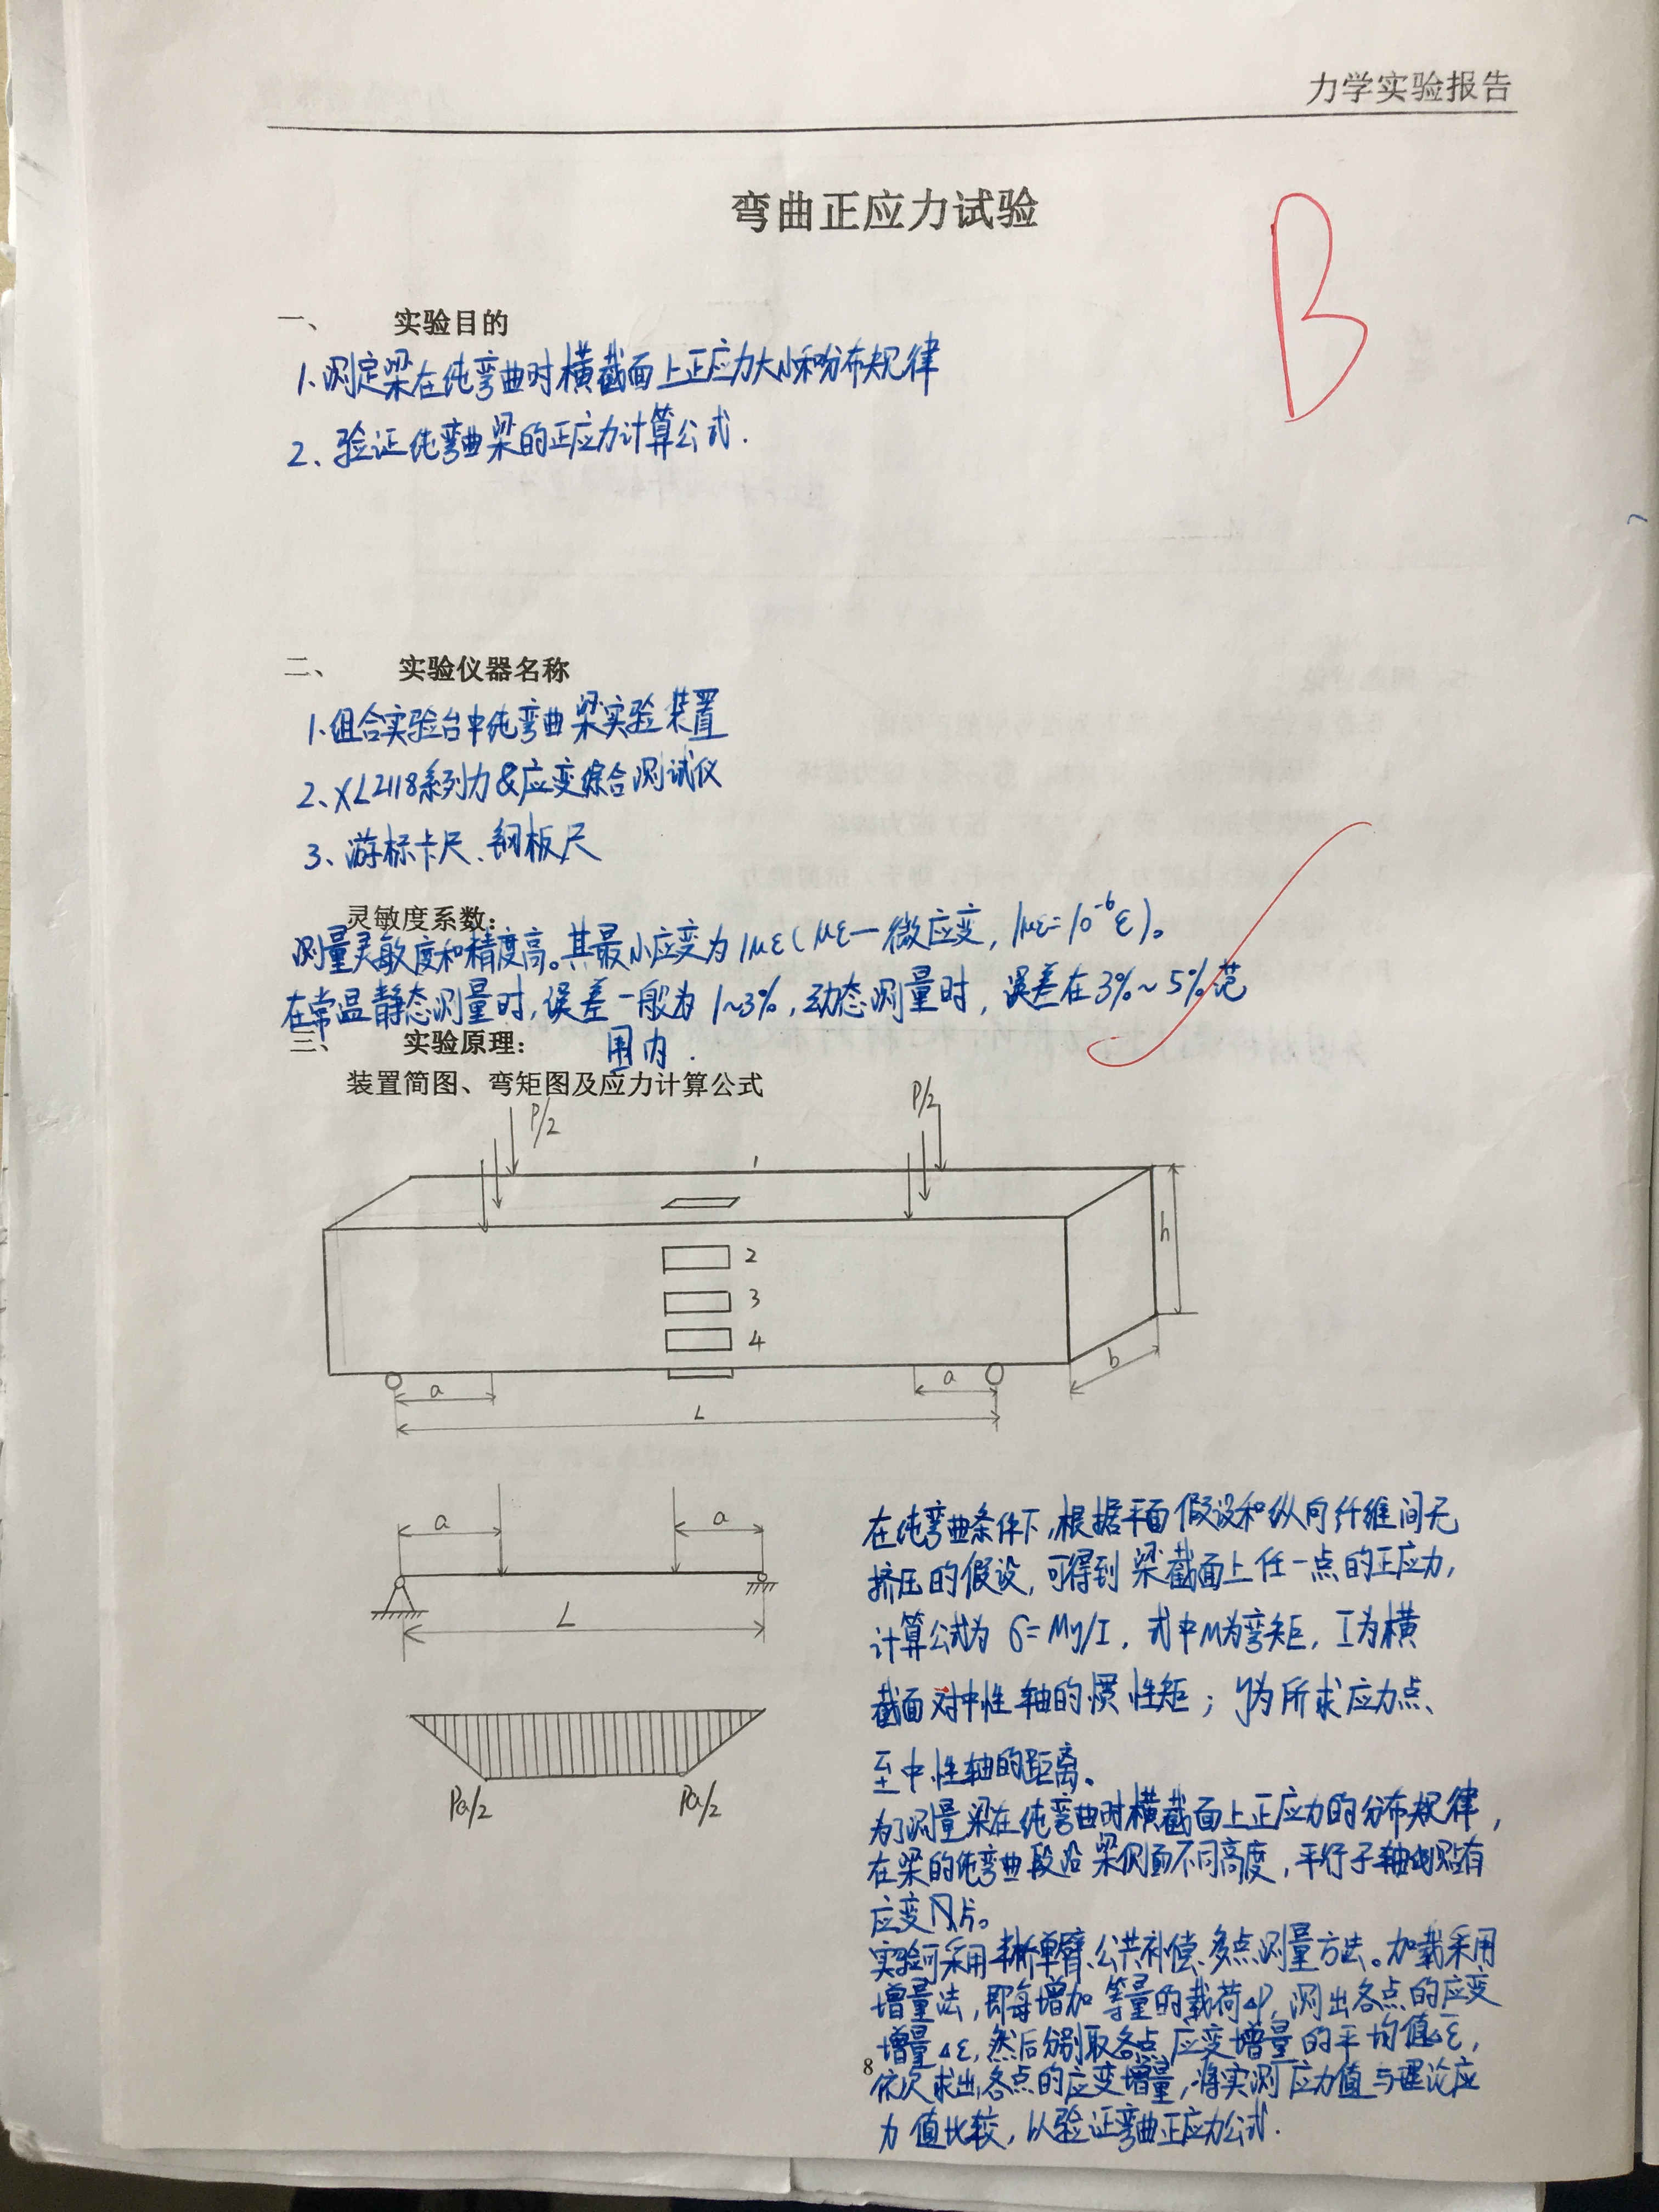 力学实验报告
弯曲正应力试验
B
一、 实验目的
1、测定梁在纯弯曲时横截面上正应力大小和分布规律
2、验证纯弯曲梁的正应力计算公式.
二、 实验仪器名称
1、组合实验台中纯弯曲梁实验装置
2、XL2118系列力&应变综合测试仪
3、游标卡尺、钢板尺
灵敏度系数:
测量灵敏度和精度高。其最小应变为1με(με—微应变, 1με=10⁻⁶ε)。
在常温静态测量时,误差一般为1~3%,动态测量时,误差在3%~5%范
围内.
三、 实验原理:
装置简图、弯矩图及应力计算公式
P/2 P/2
1
2
3
4
h
b
a a
L
a a
L
Pa/2 Pa/2
在纯弯曲条件下,根据平面假设和纵向纤维间无
挤压的假设,可得到梁截面上任一点的正应力,
计算公式为 σ=My/I,式中M为弯矩,I为横
截面对中性轴的惯性矩;y为所求应力点、
至中性轴的距离。
为了测量梁在纯弯曲时横截面上正应力的分布规律,
在梁的纯弯曲段沿梁侧面不同高度,平行于轴线贴有
应变片。
实验可采用半桥单臂、公共补偿、多点测量方法。加载采用
增量法,即每增加等量的载荷ΔP,测出各点的应变
增量Δε,然后分别取各点应变增量的平均值Δε̄,
依次求出各点的应变增量,将实测应力值与理论应
力值比较,以验证弯曲正应力公式.
8